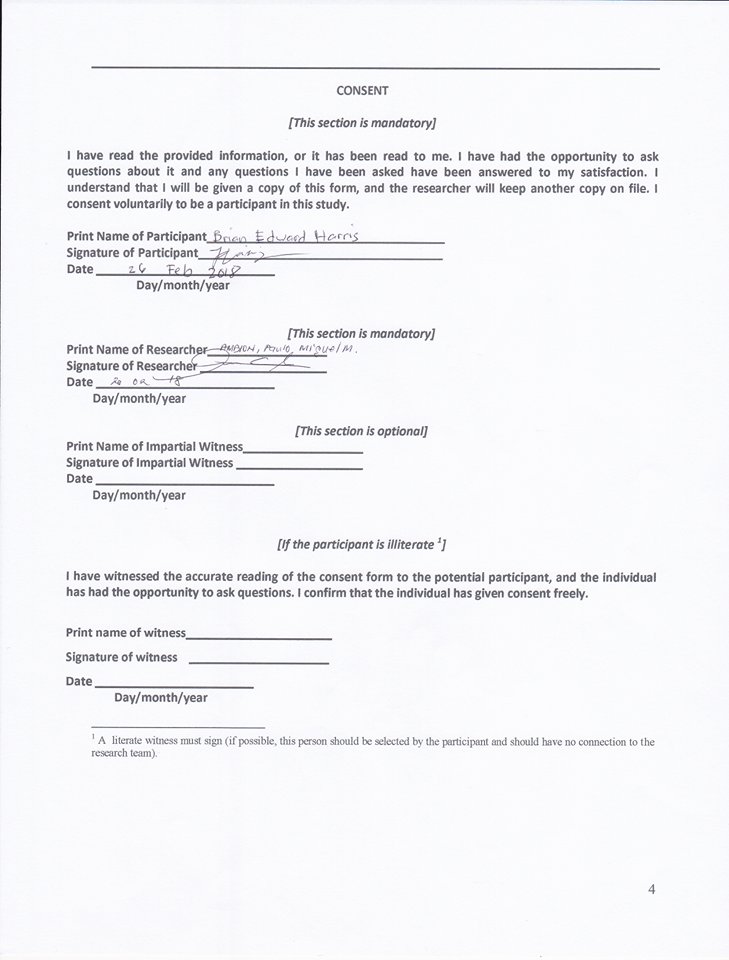 CONSENT
[This section is mandatory]
I have read the provided information, or it has been read to me. I have had the opportunity to ask
questions about it and any questions I have been asked have been answered to my satisfaction. I
understand that I will be given a copy of this form, and the researcher will keep another copy on file. I
consent voluntarily to be a participant in this study.
Print Name of Participant Brian Edward Harris
Signature of Participant
Date 26 Feb 2018
Day/month/year
[This section is mandatory]
Print Name of Researcher AMBION, PAULO, Miguel M.
Signature of Researcher
Date
Day/month/year
[This section is optional]
Print Name of Impartial Witness
Signature of Impartial Witness
Date
Day/month/year
[If the participant is illiterate ¹]
I have witnessed the accurate reading of the consent form to the potential participant, and the individual
has had the opportunity to ask questions. I confirm that the individual has given consent freely.
Print name of witness
Signature of witness
Date
Day/month/year
¹ A literate witness must sign (if possible, this person should be selected by the participant and should have no connection to the
research team).
4